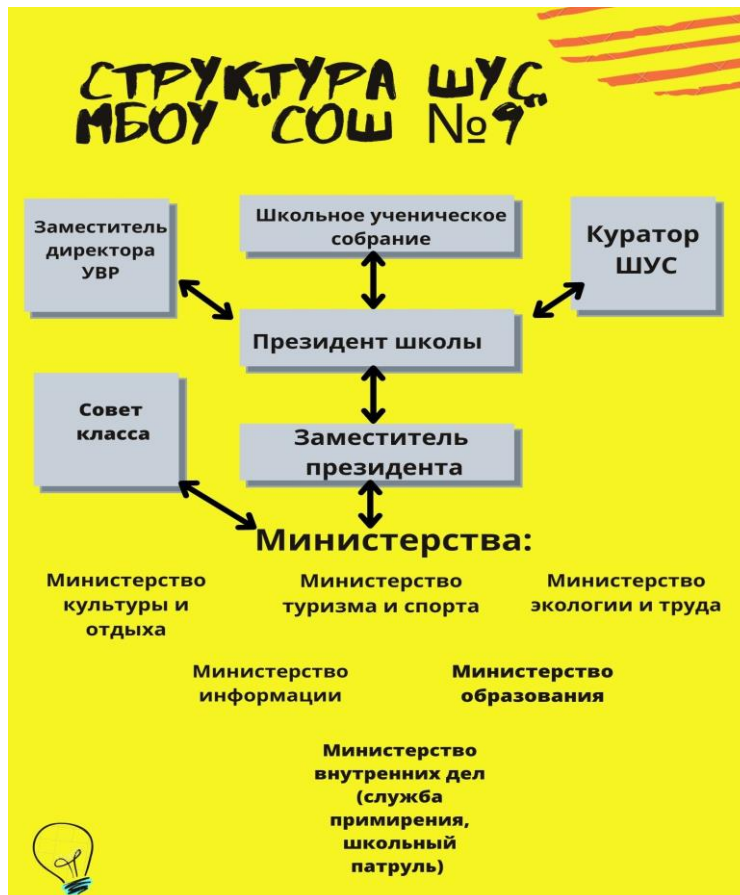 СТРУКТУРА ШУС
МБОУ "СОШ №9"
Заместитель
директора
УВР
Школьное ученическое
собрание
Куратор
ШУС
Президент школы
Совет
класса
Заместитель
президента
Министерства:
Министерство
культуры и
отдыха
Министерство
туризма и спорта
Министерство
экологии и труда
Министерство
информации
Министерство
образования
Министерство
внутренних дел
(служба
примирения,
школьный
патруль)